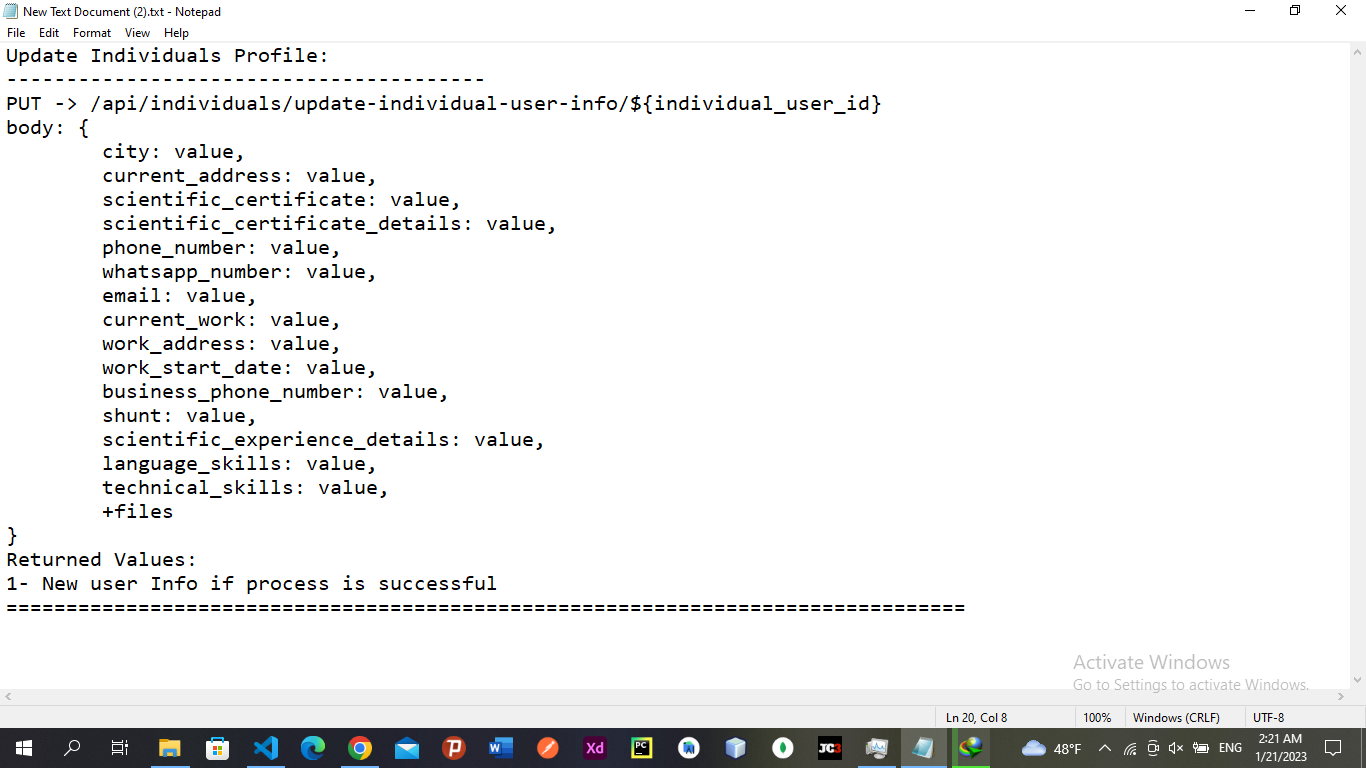 New Text Document (2).txt - Notepad
File Edit Format View Help
Update Individuals Profile:
----------------------------------------
PUT -> /api/individuals/update-individual-user-info/${individual_user_id}
body: {
        city: value,
        current_address: value,
        scientific_certificate: value,
        scientific_certificate_details: value,
        phone_number: value,
        whatsapp_number: value,
        email: value,
        current_work: value,
        work_address: value,
        work_start_date: value,
        business_phone_number: value,
        shunt: value,
        scientific_experience_details: value,
        language_skills: value,
        technical_skills: value,
        +files
}
Returned Values:
1- New user Info if process is successful
================================================================================
Activate Windows
Go to Settings to activate Windows.
Ln 20, Col 8 100% Windows (CRLF) UTF-8
Xd PC JC3 48°F ENG 2:21 AM
1/21/2023